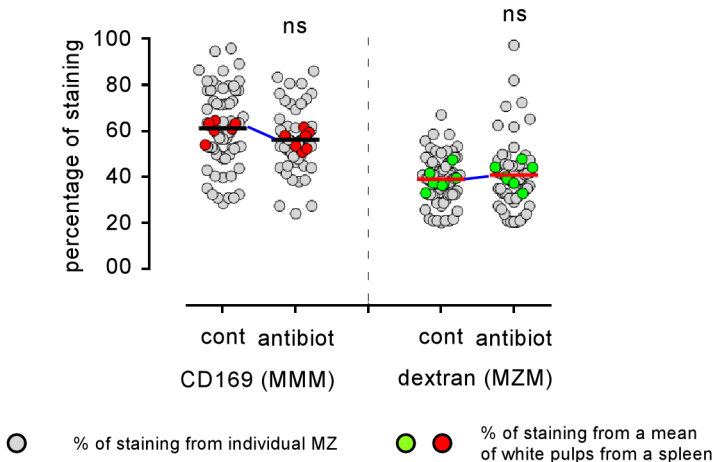 ns
ns
percentage of staining
100
80
60
40
20
00
cont antibiot
cont antibiot
CD169 (MMM)
dextran (MZM)
% of staining from individual MZ
% of staining from a mean
of white pulps from a spleen